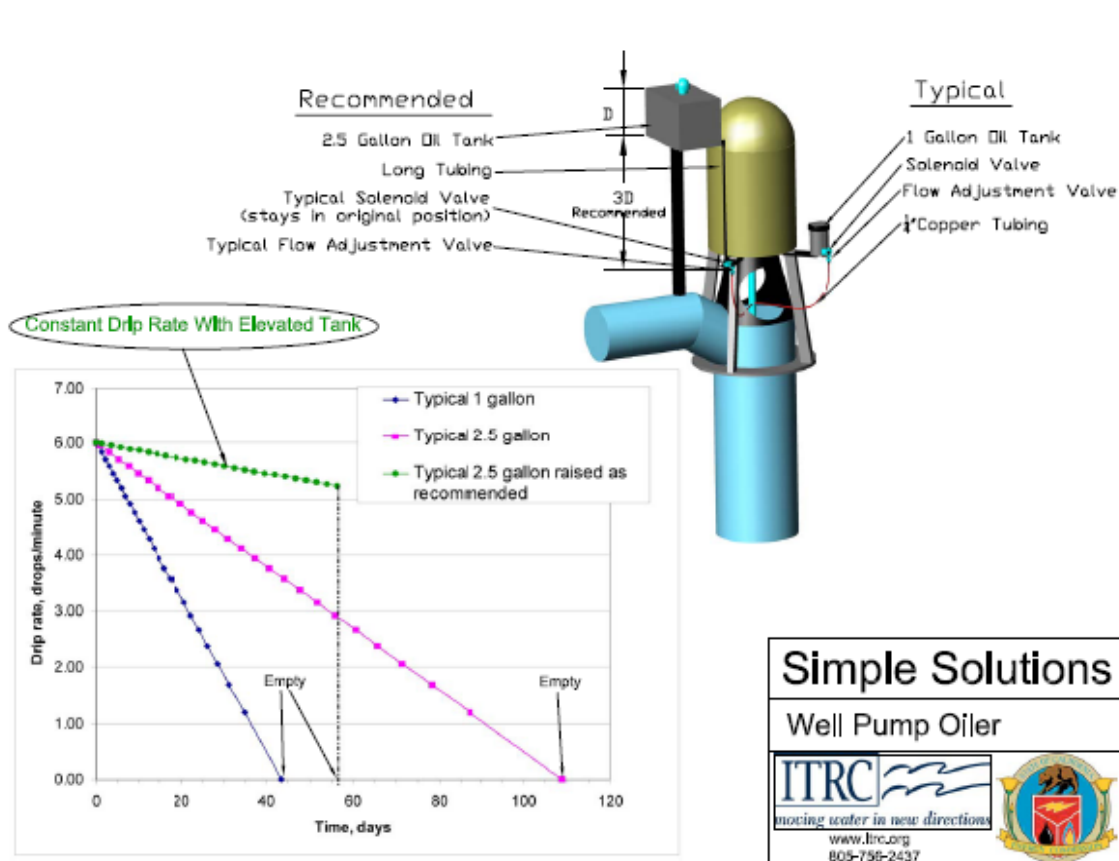 Recommended
D
2.5 Gallon Oil Tank
Long Tubing
Typical Solenoid Valve
(stays in original position)
Typical Flow Adjustment Valve
3D
Recommended
Typical
1 Gallon Oil Tank
Solenoid Valve
Flow Adjustment Valve
Copper Tubing
Constant Drip Rate With Elevated Tank
7.00
6.00
5.00
4.00
3.00
2.00
1.00
0.00
Drip rate, drops/minute
Typical 1 gallon
Typical 2.5 gallon
Typical 2.5 gallon raised as
recommended
Empty
Empty
0
20
40
60
80
100
120
Time, days
Simple Solutions
Well Pump Oiler
ITRC
moving water in new directions
www.itrc.org
805-756-2437